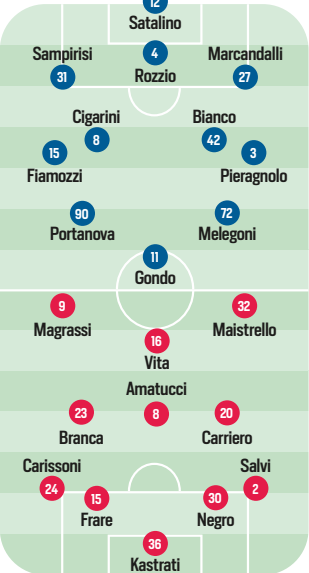 12
Satalino
Sampirisi 4 Marcandalli
31 Rozzio 27
Cigarini Bianco
8 42
15 3
Fiamozzi Pieragnolo
90 72
Portanova Melegoni
11
Gondo
9 32
Magrassi Maistrello
16
Vita
Amatucci
23 8 20
Branca Carriero
Carissoni Salvi
24 15 30 2
Frare Negro
36
Kastrati